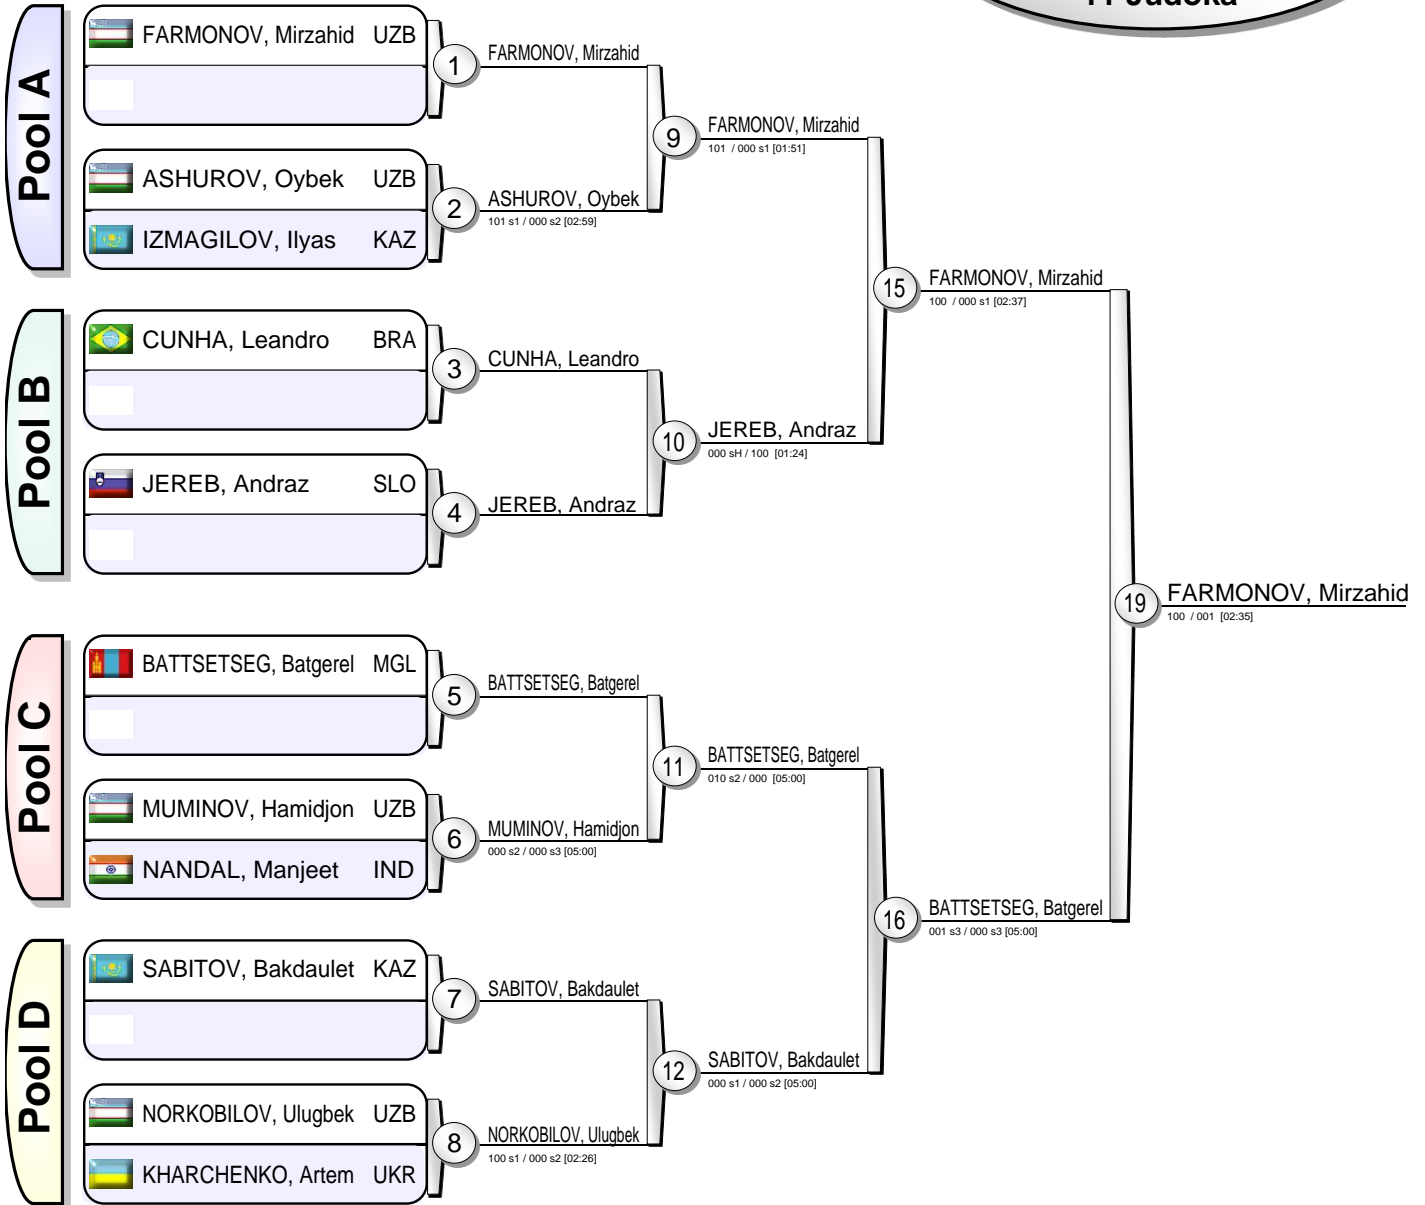 11 Judoka
Pool A
FARMONOV, Mirzahid UZB
1
FARMONOV, Mirzahid
ASHUROV, Oybek UZB
IZMAGILOV, Ilyas KAZ
2
ASHUROV, Oybek
101 s1 / 000 s2 [02:59]
9
FARMONOV, Mirzahid
101 / 000 s1 [01:51]
Pool B
CUNHA, Leandro BRA
3
CUNHA, Leandro
JEREB, Andraz SLO
4
JEREB, Andraz
10
JEREB, Andraz
000 sH / 100 [01:24]
15
FARMONOV, Mirzahid
100 / 000 s1 [02:37]
Pool C
BATTSETSEG, Batgerel MGL
5
BATTSETSEG, Batgerel
MUMINOV, Hamidjon UZB
NANDAL, Manjeet IND
6
MUMINOV, Hamidjon
000 s2 / 000 s3 [05:00]
11
BATTSETSEG, Batgerel
010 s2 / 000 [05:00]
Pool D
SABITOV, Bakdaulet KAZ
7
SABITOV, Bakdaulet
NORKOBILOV, Ulugbek UZB
KHARCHENKO, Artem UKR
8
NORKOBILOV, Ulugbek
100 s1 / 000 s2 [02:26]
12
SABITOV, Bakdaulet
000 s1 / 000 s2 [05:00]
16
BATTSETSEG, Batgerel
001 s3 / 000 s3 [05:00]
19
FARMONOV, Mirzahid
100 / 001 [02:35]